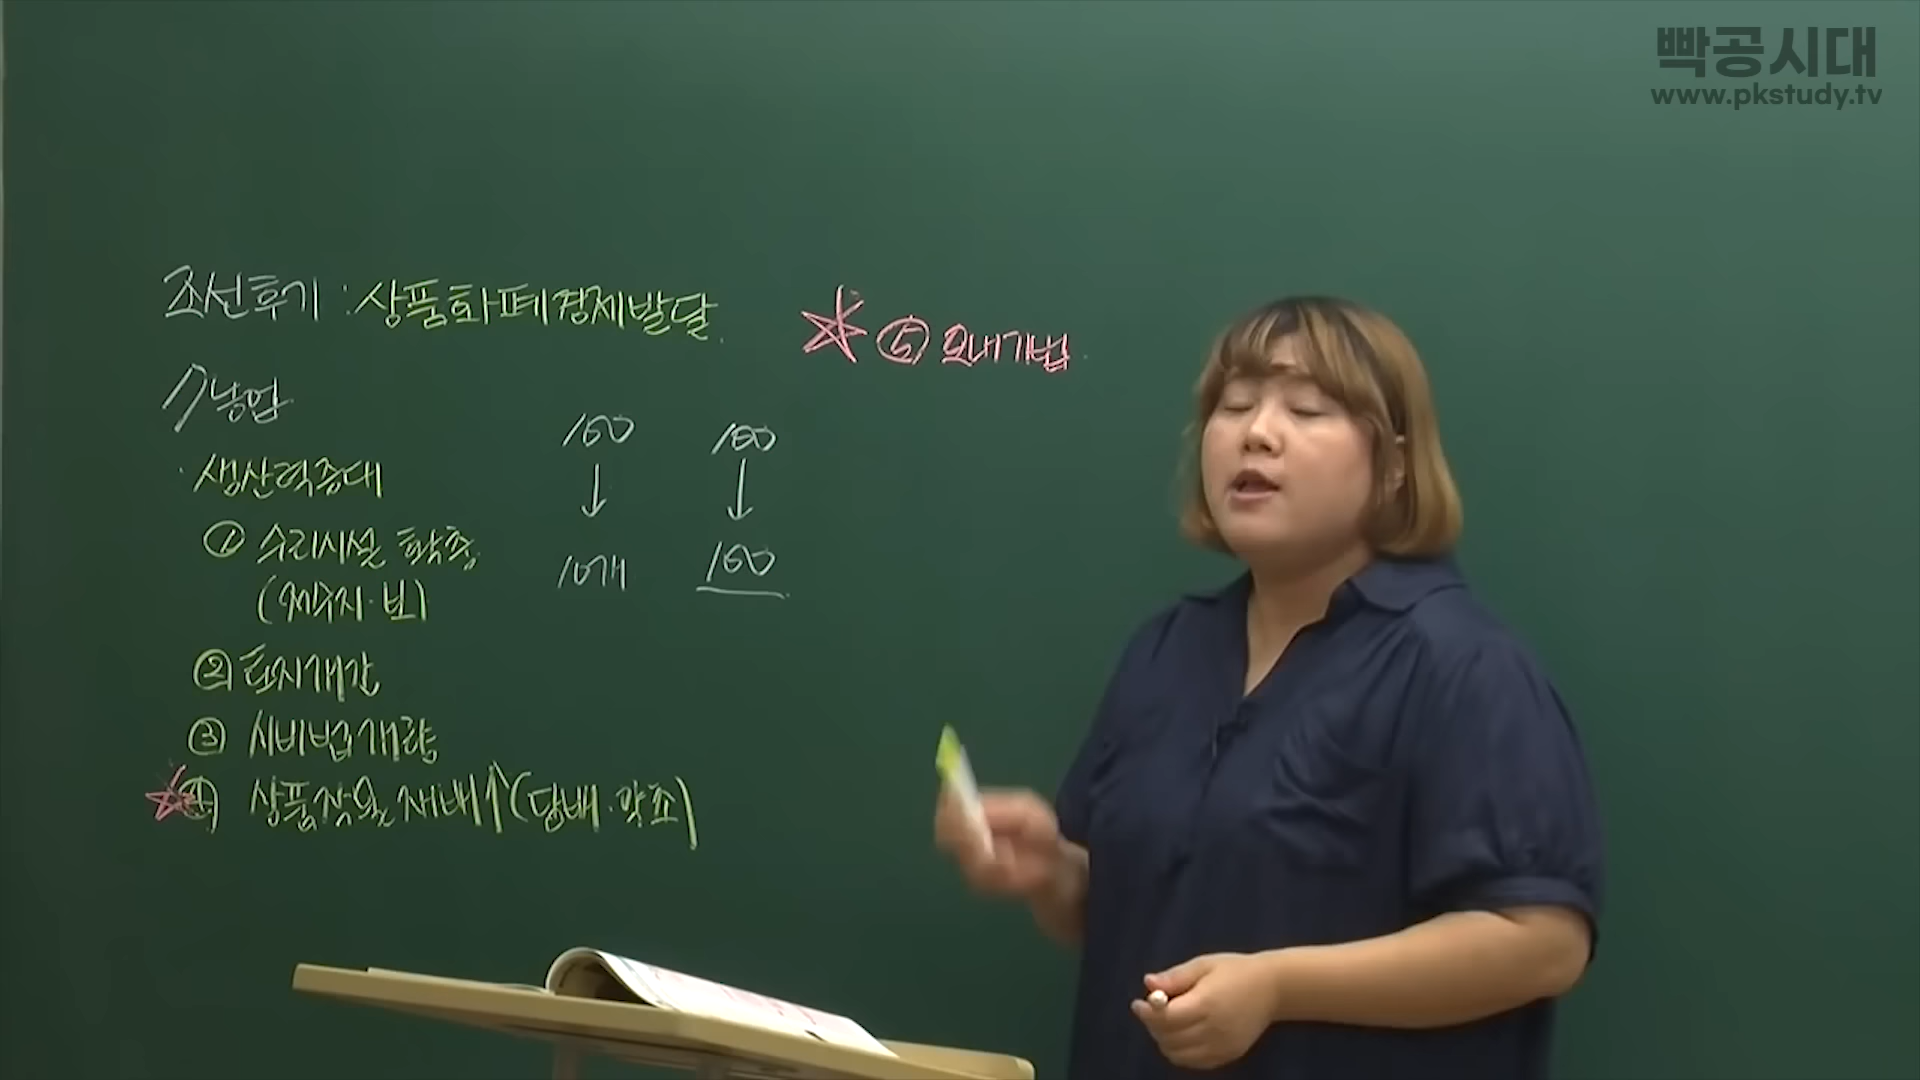 빡공시대
www.pkstudy.tv
조선후기 : 상품화폐경제발달.
ㄱ) 농업
· 생산력증대
① 수리시설 확충
(저수지·보)
② 토지개간
③ 시비법개량
④ 상품작물재배↑(담배·약초)
100 100
↓ ↓
10개 100
☆ ⑤ 모내기법.